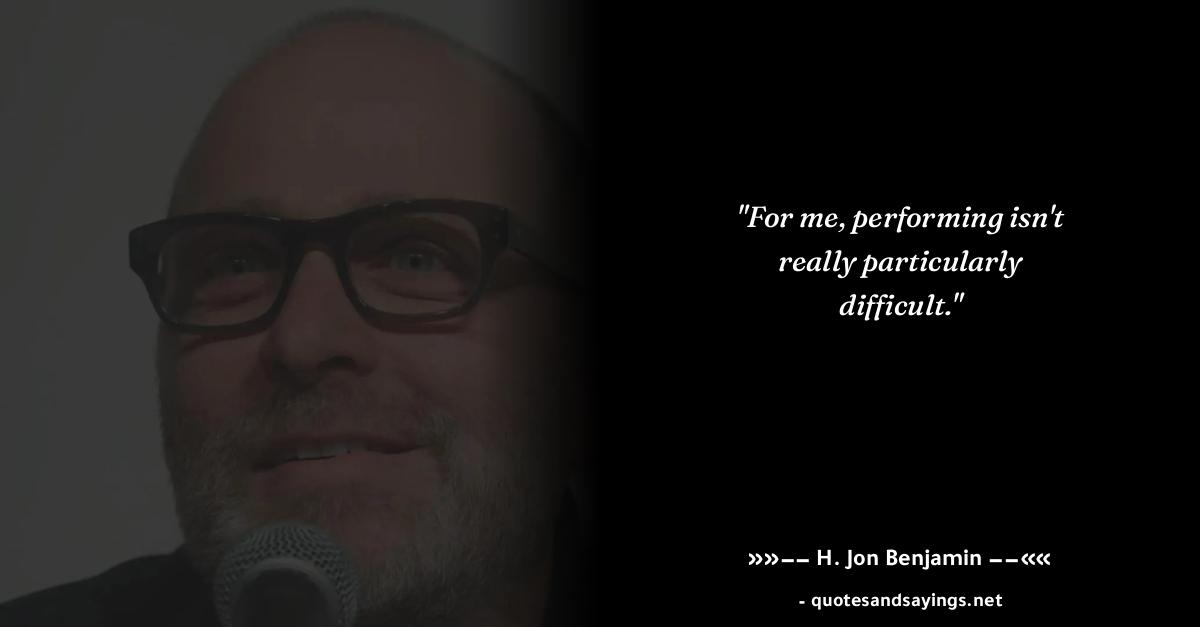 "For me, performing isn't
really particularly
difficult."
»»–– H. Jon Benjamin ––««
- quotesandsayings.net